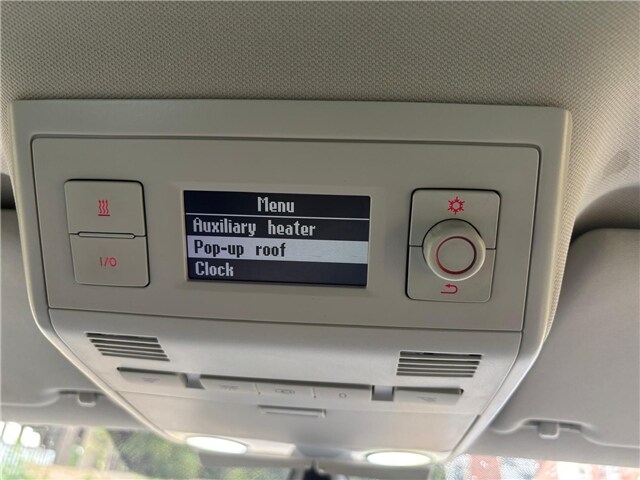 Menu
Auxiliary heater
Pop-up roof
Clock
I/O